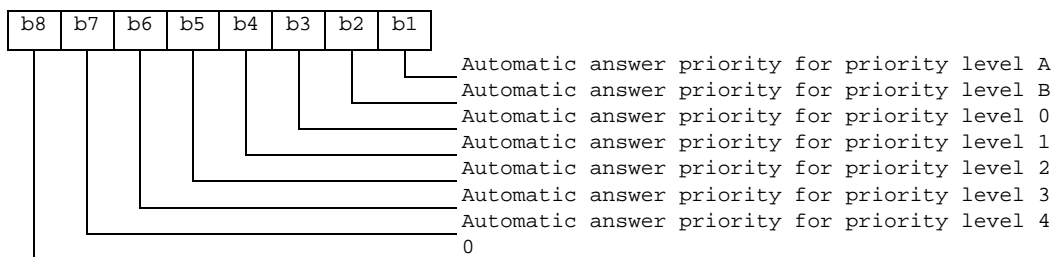 b8 b7 b6 b5 b4 b3 b2 b1
Automatic answer priority for priority level A
Automatic answer priority for priority level B
Automatic answer priority for priority level 0
Automatic answer priority for priority level 1
Automatic answer priority for priority level 2
Automatic answer priority for priority level 3
Automatic answer priority for priority level 4
0